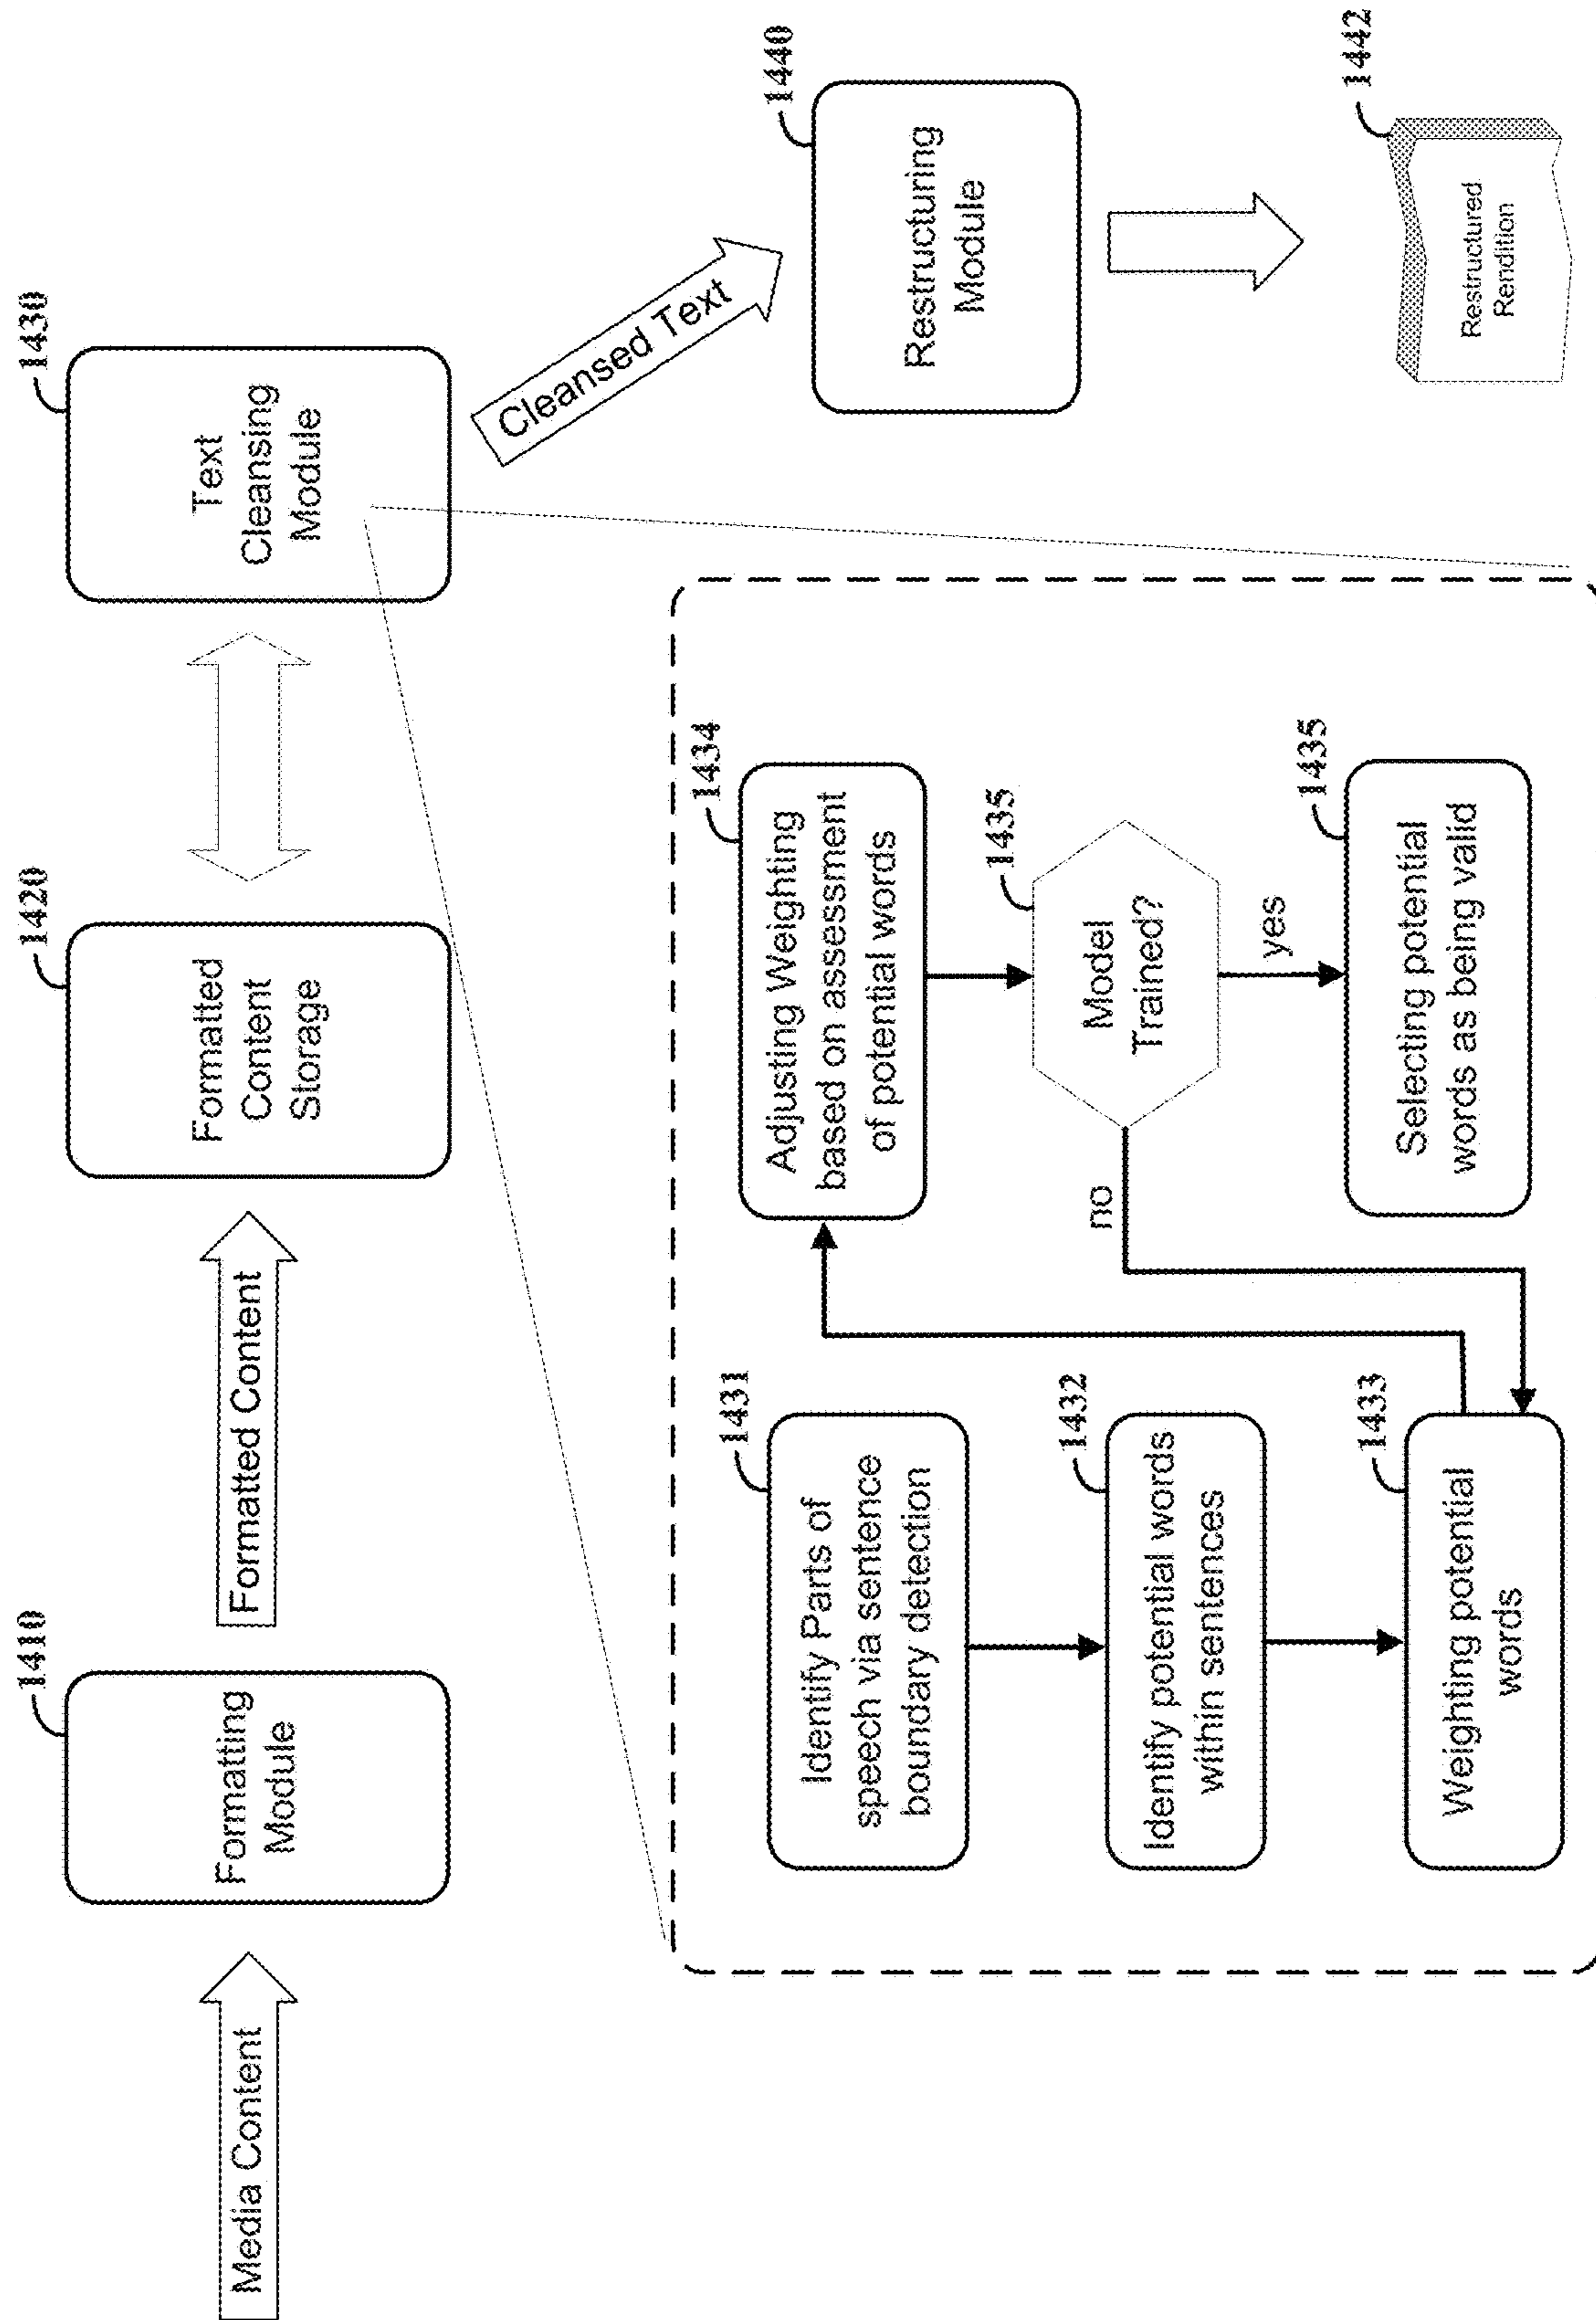 Media Content
1410
Formatting
Module
Formatted Content
1420
Formatted
Content
Storage
1430
Text
Cleansing
Module
Cleansed Text
1440
Restructuring
Module
1442
Restructured
Rendition
1431
Identify Parts of
speech via sentence
boundary detection
1432
Identify potential words
within sentences
1433
Weighting potential
words
1434
Adjusting Weighting
based on assessment
of potential words
1435
Model
Trained?
no
yes
1435
Selecting potential
words as being valid